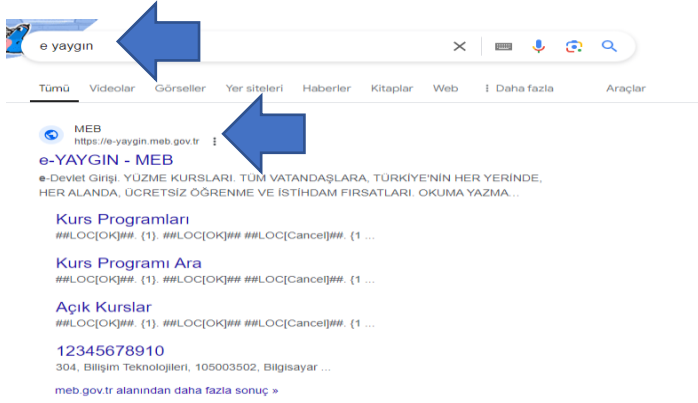 e yaygın
Tümü Videolar Görseller Yer siteleri Haberler Kitaplar Web Daha fazla Araçlar
MEB
https://e-yaygin.meb.gov.tr
e-YAYGIN - MEB
e-Devlet Girişi. YÜZME KURSLARI. TÜM VATANDAŞLARA, TÜRKİYE'NİN HER YERİNDE,
HER ALANDA, ÜCRETSİZ ÖĞRENME VE İSTİHDAM FIRSATLARI. OKUMA YAZMA...
Kurs Programları
##LOC[OK]##. {1}. ##LOC[OK]## ##LOC[Cancel]##. {1 ...
Kurs Programı Ara
##LOC[OK]##. {1}. ##LOC[OK]## ##LOC[Cancel]##. {1 ...
Açık Kurslar
##LOC[OK]##. {1}. ##LOC[OK]## ##LOC[Cancel]##. {1 ...
12345678910
304, Bilişim Teknolojileri, 105003502, Bilgisayar ...
meb.gov.tr alanından daha fazla sonuç »